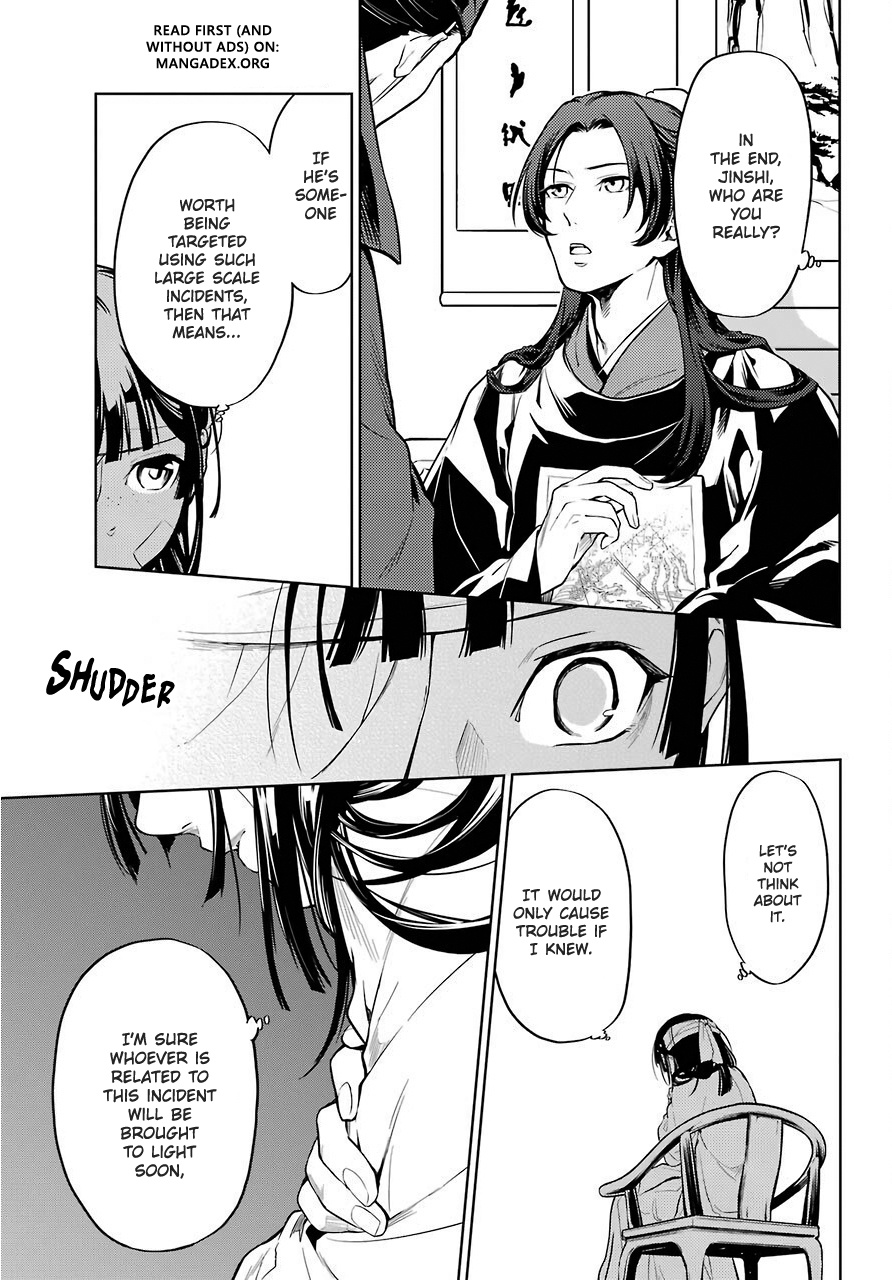 READ FIRST (AND
WITHOUT ADS) ON:
MANGADEX.ORG
IN
THE END,
JINSHI,
WHO ARE
YOU
REALLY?
IF
HE'S
SOME-
ONE
WORTH
BEING
TARGETED
USING SUCH
LARGE SCALE
INCIDENTS,
THEN THAT
MEANS...
SHUDDER
LET'S
NOT
THINK
ABOUT
IT.
IT WOULD
ONLY CAUSE
TROUBLE IF
I KNEW.
I'M SURE
WHOEVER IS
RELATED TO
THIS INCIDENT
WILL BE
BROUGHT
TO LIGHT
SOON,